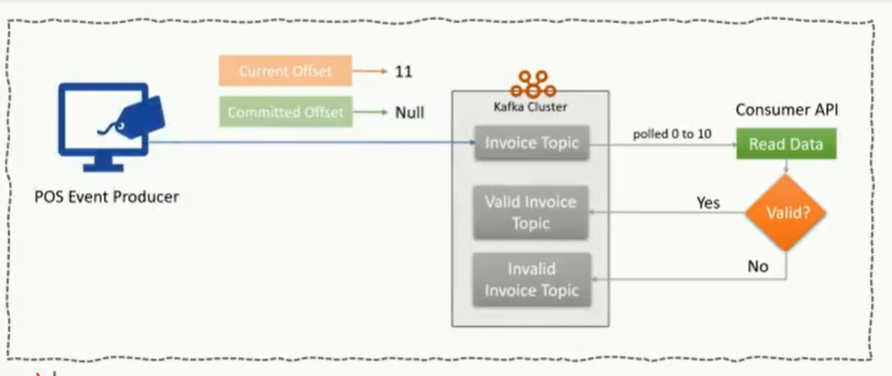 Current Offset
11
Committed Offset
Null
Kafka Cluster
Consumer API
Invoice Topic
polled 0 to 10
Read Data
POS Event Producer
Valid Invoice
Topic
Yes
Valid?
No
Invalid
Invoice Topic